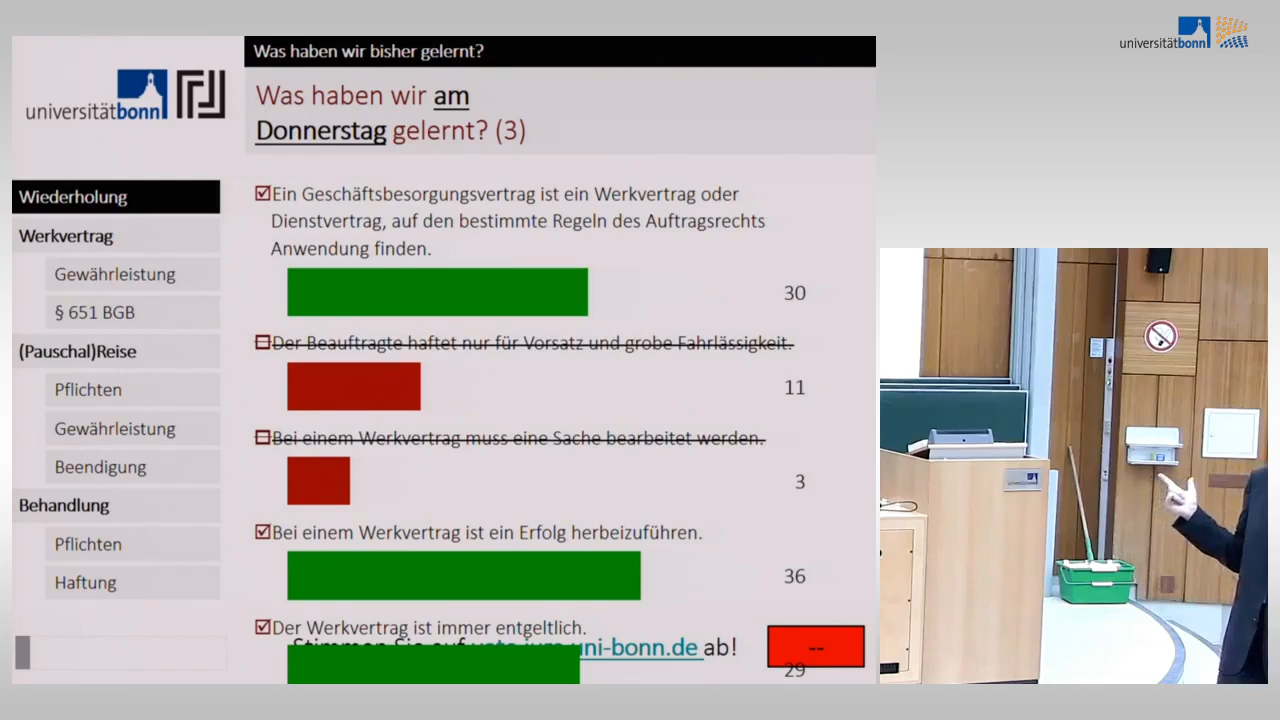 universitätbonn
Was haben wir bisher gelernt?
universitätbonn
Was haben wir am
Donnerstag gelernt? (3)
Wiederholung
Werkvertrag
Gewährleistung
§ 651 BGB
(Pauschal)Reise
Pflichten
Gewährleistung
Beendigung
Behandlung
Pflichten
Haftung
Ein Geschäftsbesorgungsvertrag ist ein Werkvertrag oder
Dienstvertrag, auf den bestimmte Regeln des Auftragsrechts
Anwendung finden.
30
Der Beauftragte haftet nur für Vorsatz und grobe Fahrlässigkeit.
11
Bei einem Werkvertrag muss eine Sache bearbeitet werden.
3
Bei einem Werkvertrag ist ein Erfolg herbeizuführen.
36
Der Werkvertrag ist immer entgeltlich.
Stimmen Sie auf vote.jura.uni-bonn.de ab!
--
29
universitätbonn